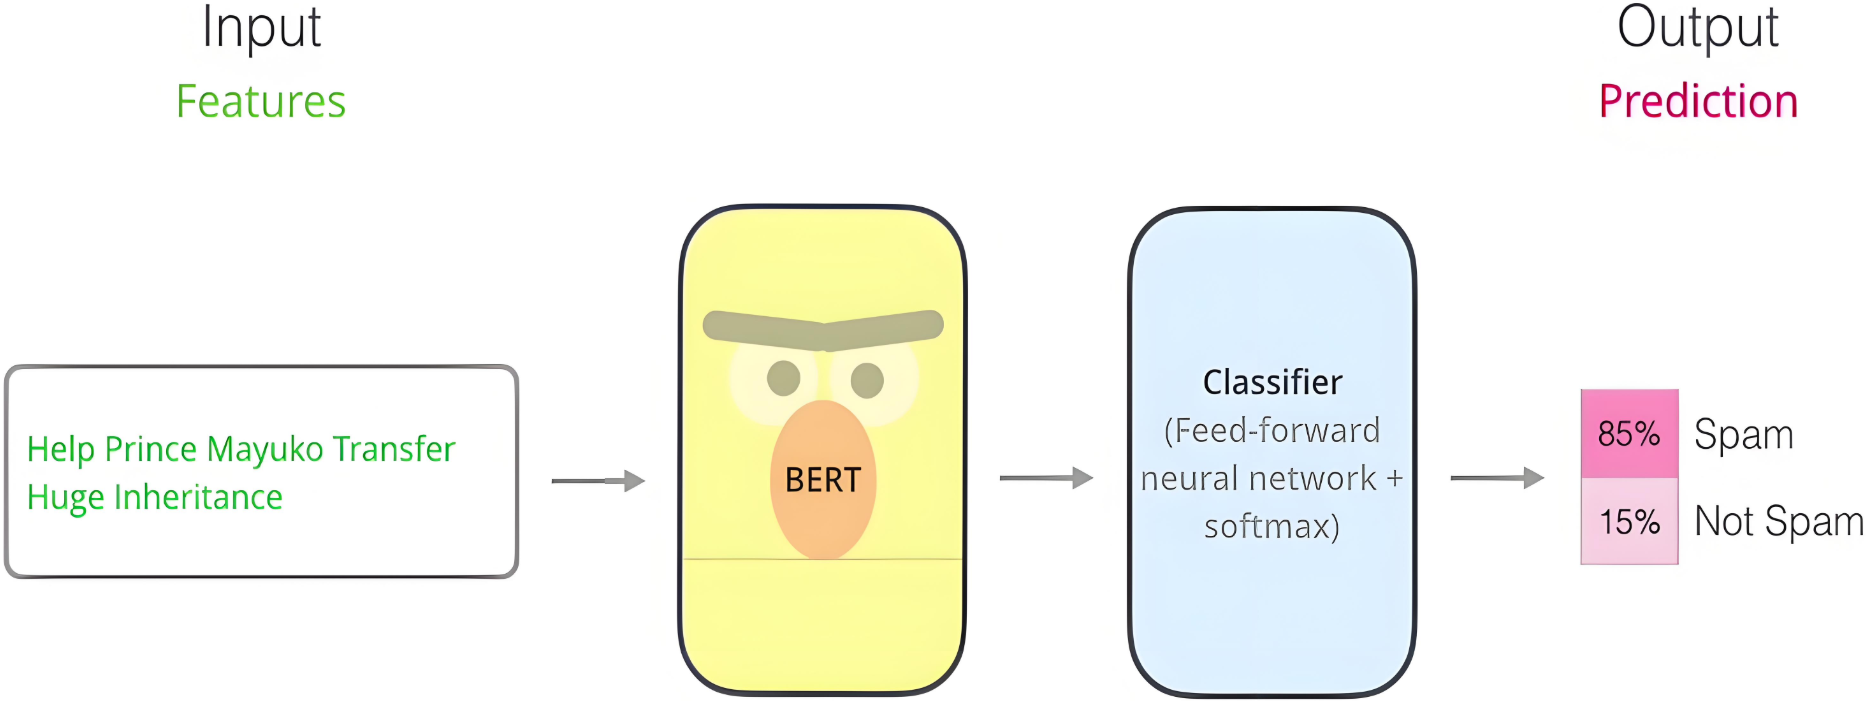 Input
Features
Output
Prediction
Help Prince Mayuko Transfer
Huge Inheritance
BERT
Classifier
(Feed-forward
neural network +
softmax)
85% Spam
15% Not Spam